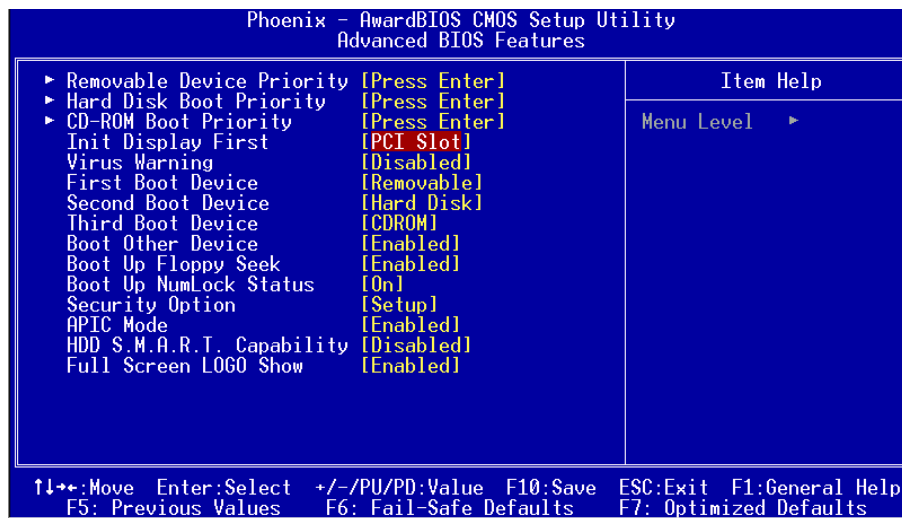 Phoenix - AwardBIOS CMOS Setup Utility
Advanced BIOS Features
► Removable Device Priority [Press Enter]
► Hard Disk Boot Priority [Press Enter]
► CD-ROM Boot Priority [Press Enter]
Init Display First [PCI Slot]
Virus Warning [Disabled]
First Boot Device [Removable]
Second Boot Device [Hard Disk]
Third Boot Device [CDROM]
Boot Other Device [Enabled]
Boot Up Floppy Seek [Enabled]
Boot Up NumLock Status [On]
Security Option [Setup]
APIC Mode [Enabled]
HDD S.M.A.R.T. Capability [Disabled]
Full Screen LOGO Show [Enabled]
Item Help
Menu Level ►
↑↓→←:Move Enter:Select +/-/PU/PD:Value F10:Save ESC:Exit F1:General Help
F5: Previous Values F6: Fail-Safe Defaults F7: Optimized Defaults